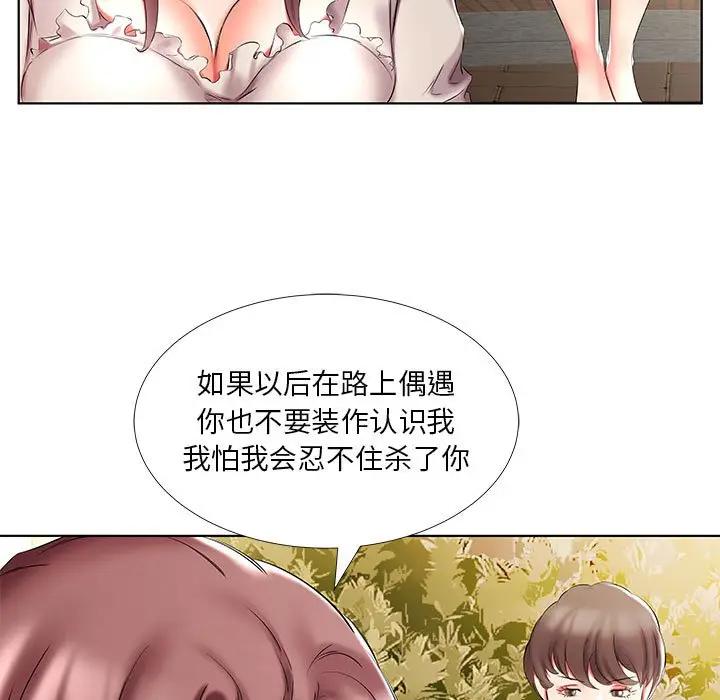 如果以后在路上偶遇
你也不要装作认识我
我怕我会忍不住杀了你